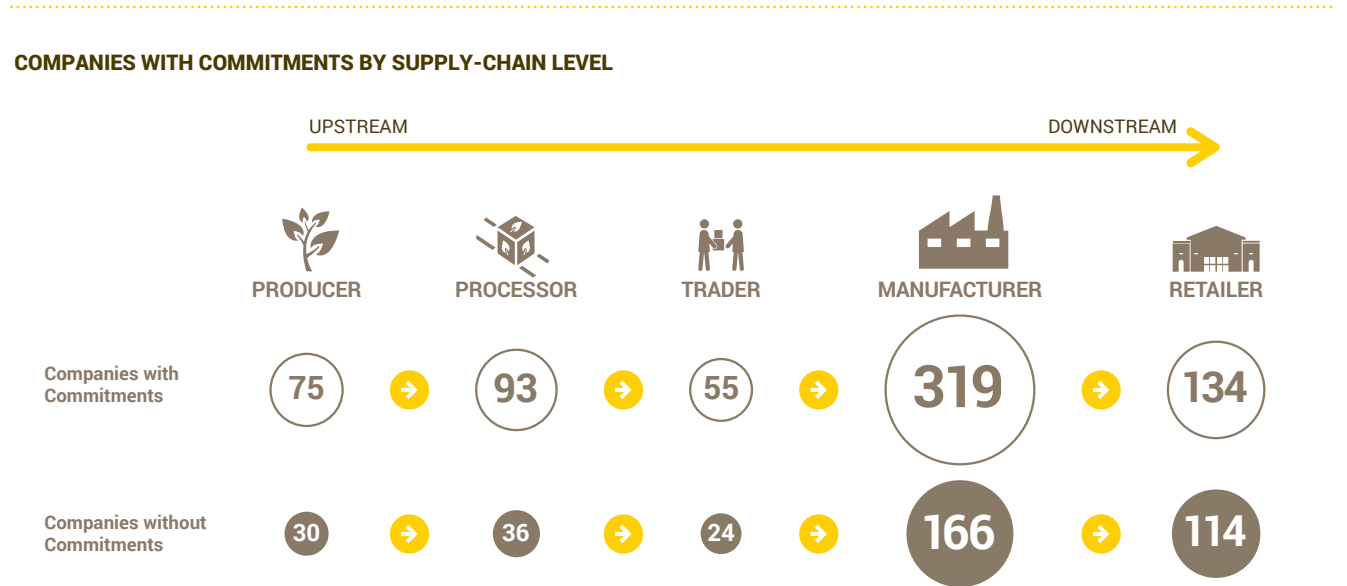 COMPANIES WITH COMMITMENTS BY SUPPLY-CHAIN LEVEL
UPSTREAM
DOWNSTREAM
PRODUCER
PROCESSOR
TRADER
MANUFACTURER
RETAILER
Companies with
Commitments
75
93
55
319
134
Companies without
Commitments
30
36
24
166
114